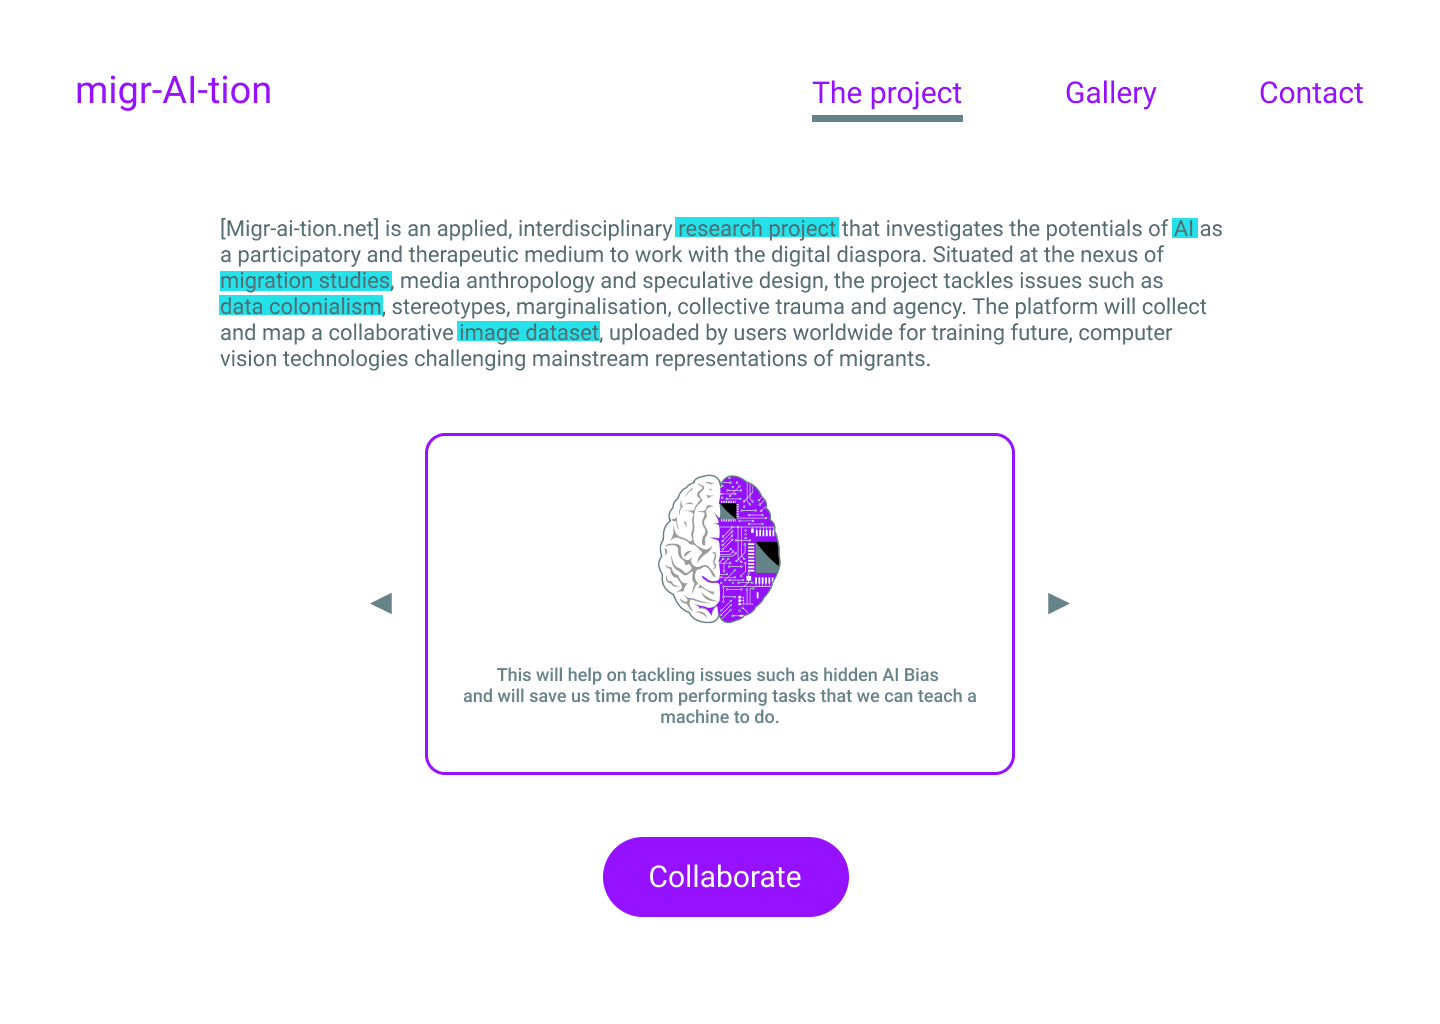 migr-AI-tion
The project
Gallery
Contact
[Migr-ai-tion.net] is an applied, interdisciplinary research project that investigates the potentials of AI as
a participatory and therapeutic medium to work with the digital diaspora. Situated at the nexus of
migration studies, media anthropology and speculative design, the project tackles issues such as
data colonialism, stereotypes, marginalisation, collective trauma and agency. The platform will collect
and map a collaborative image dataset, uploaded by users worldwide for training future, computer
vision technologies challenging mainstream representations of migrants.
This will help on tackling issues such as hidden AI Bias
and will save us time from performing tasks that we can teach a
machine to do.
Collaborate